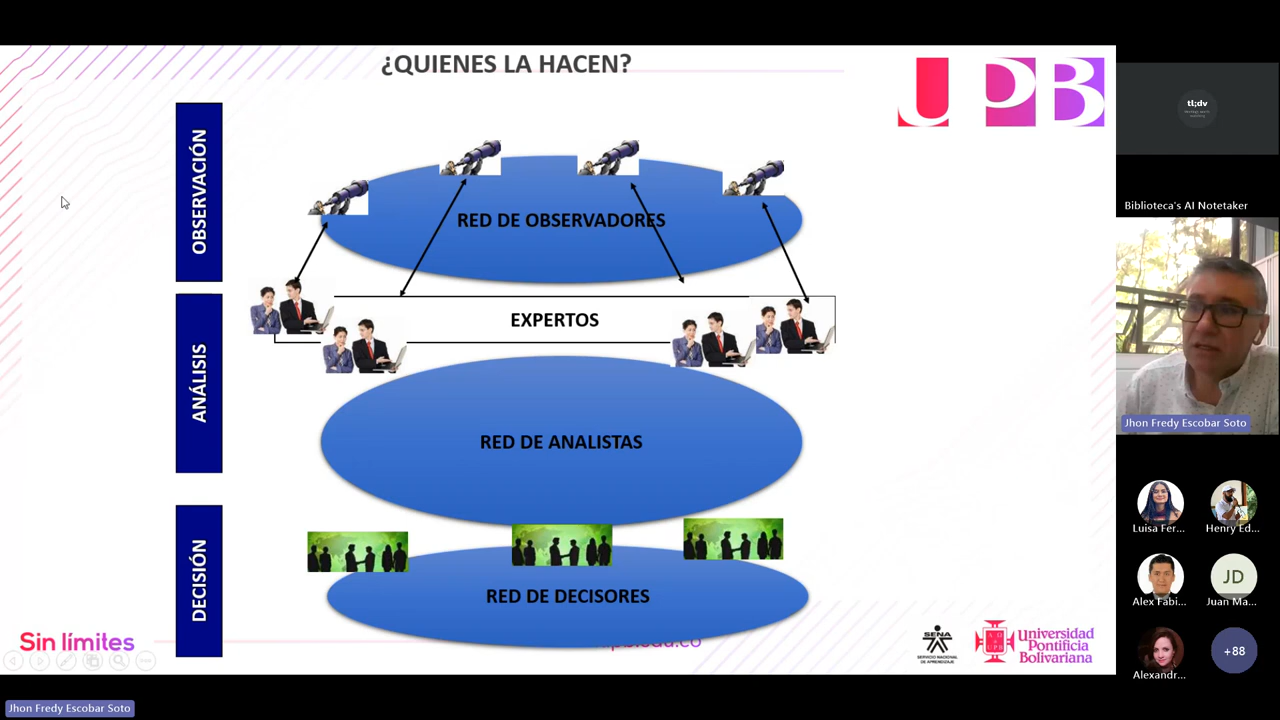 ¿QUIENES LA HACEN?
UPB
OBSERVACIÓN
RED DE OBSERVADORES
EXPERTOS
ANÁLISIS
RED DE ANALISTAS
DECISIÓN
RED DE DECISORES
Sin límites
SENA
Universidad
Pontificia
Bolivariana
tl;dv
Biblioteca's AI Notetaker
Jhon Fredy Escobar Soto
Luisa Fer...
Henry Ed...
Alex Fabi...
JD
Juan Ma...
Alexandr...
+88
Jhon Fredy Escobar Soto